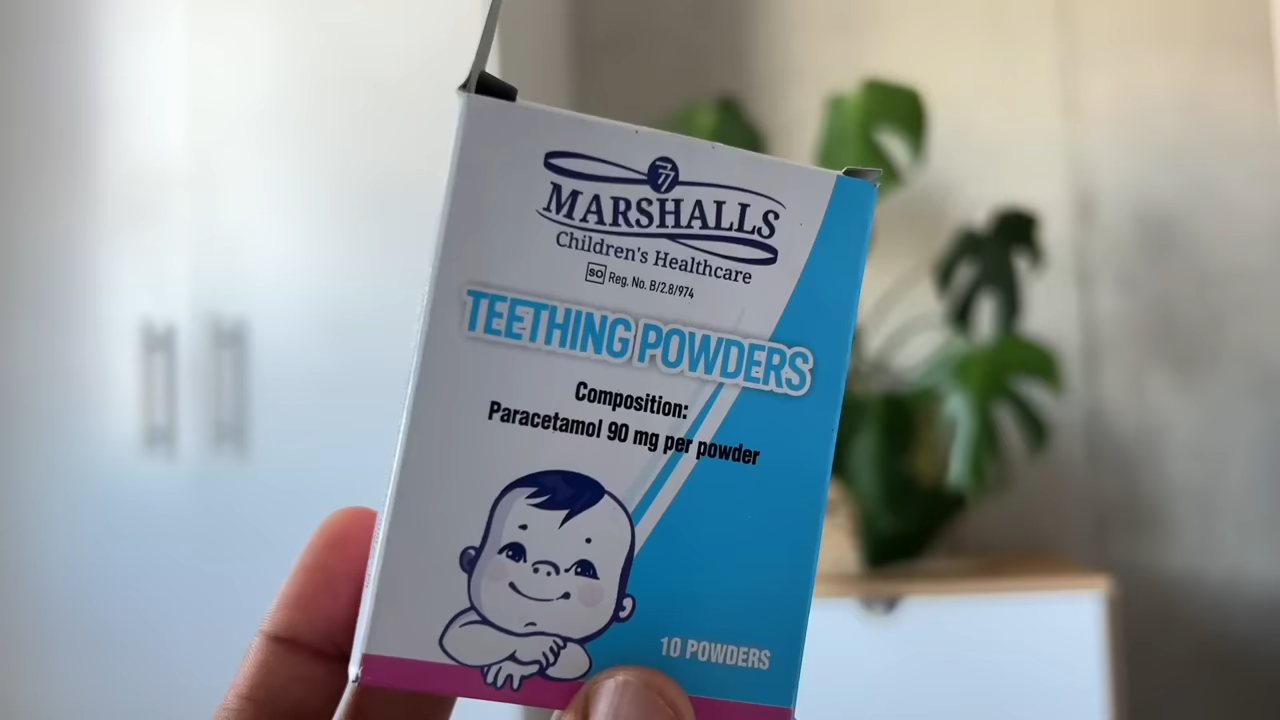 MARSHALLS
Children's Healthcare
SO Reg. No. B/2.8/974
TEETHING POWDERS
Composition:
Paracetamol 90 mg per powder
10 POWDERS